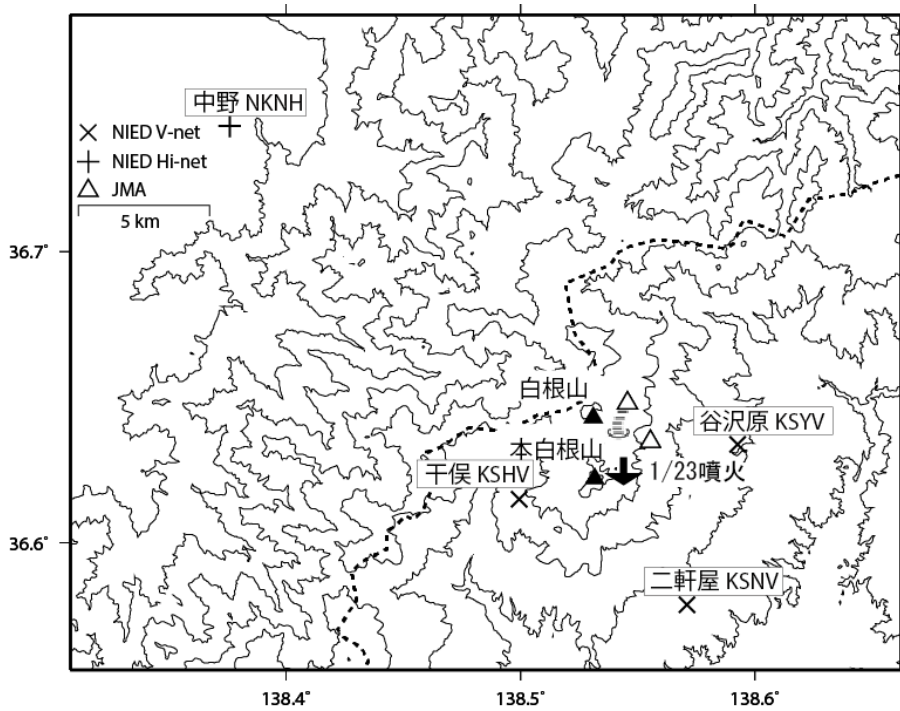 中野 NKNH
NIED V-net
NIED Hi-net
JMA
5 km
36.7°
白根山
谷沢原 KSYV
本白根山
干俣 KSHV
1/23噴火
36.6°
二軒屋 KSNV
138.4°
138.5°
138.6°